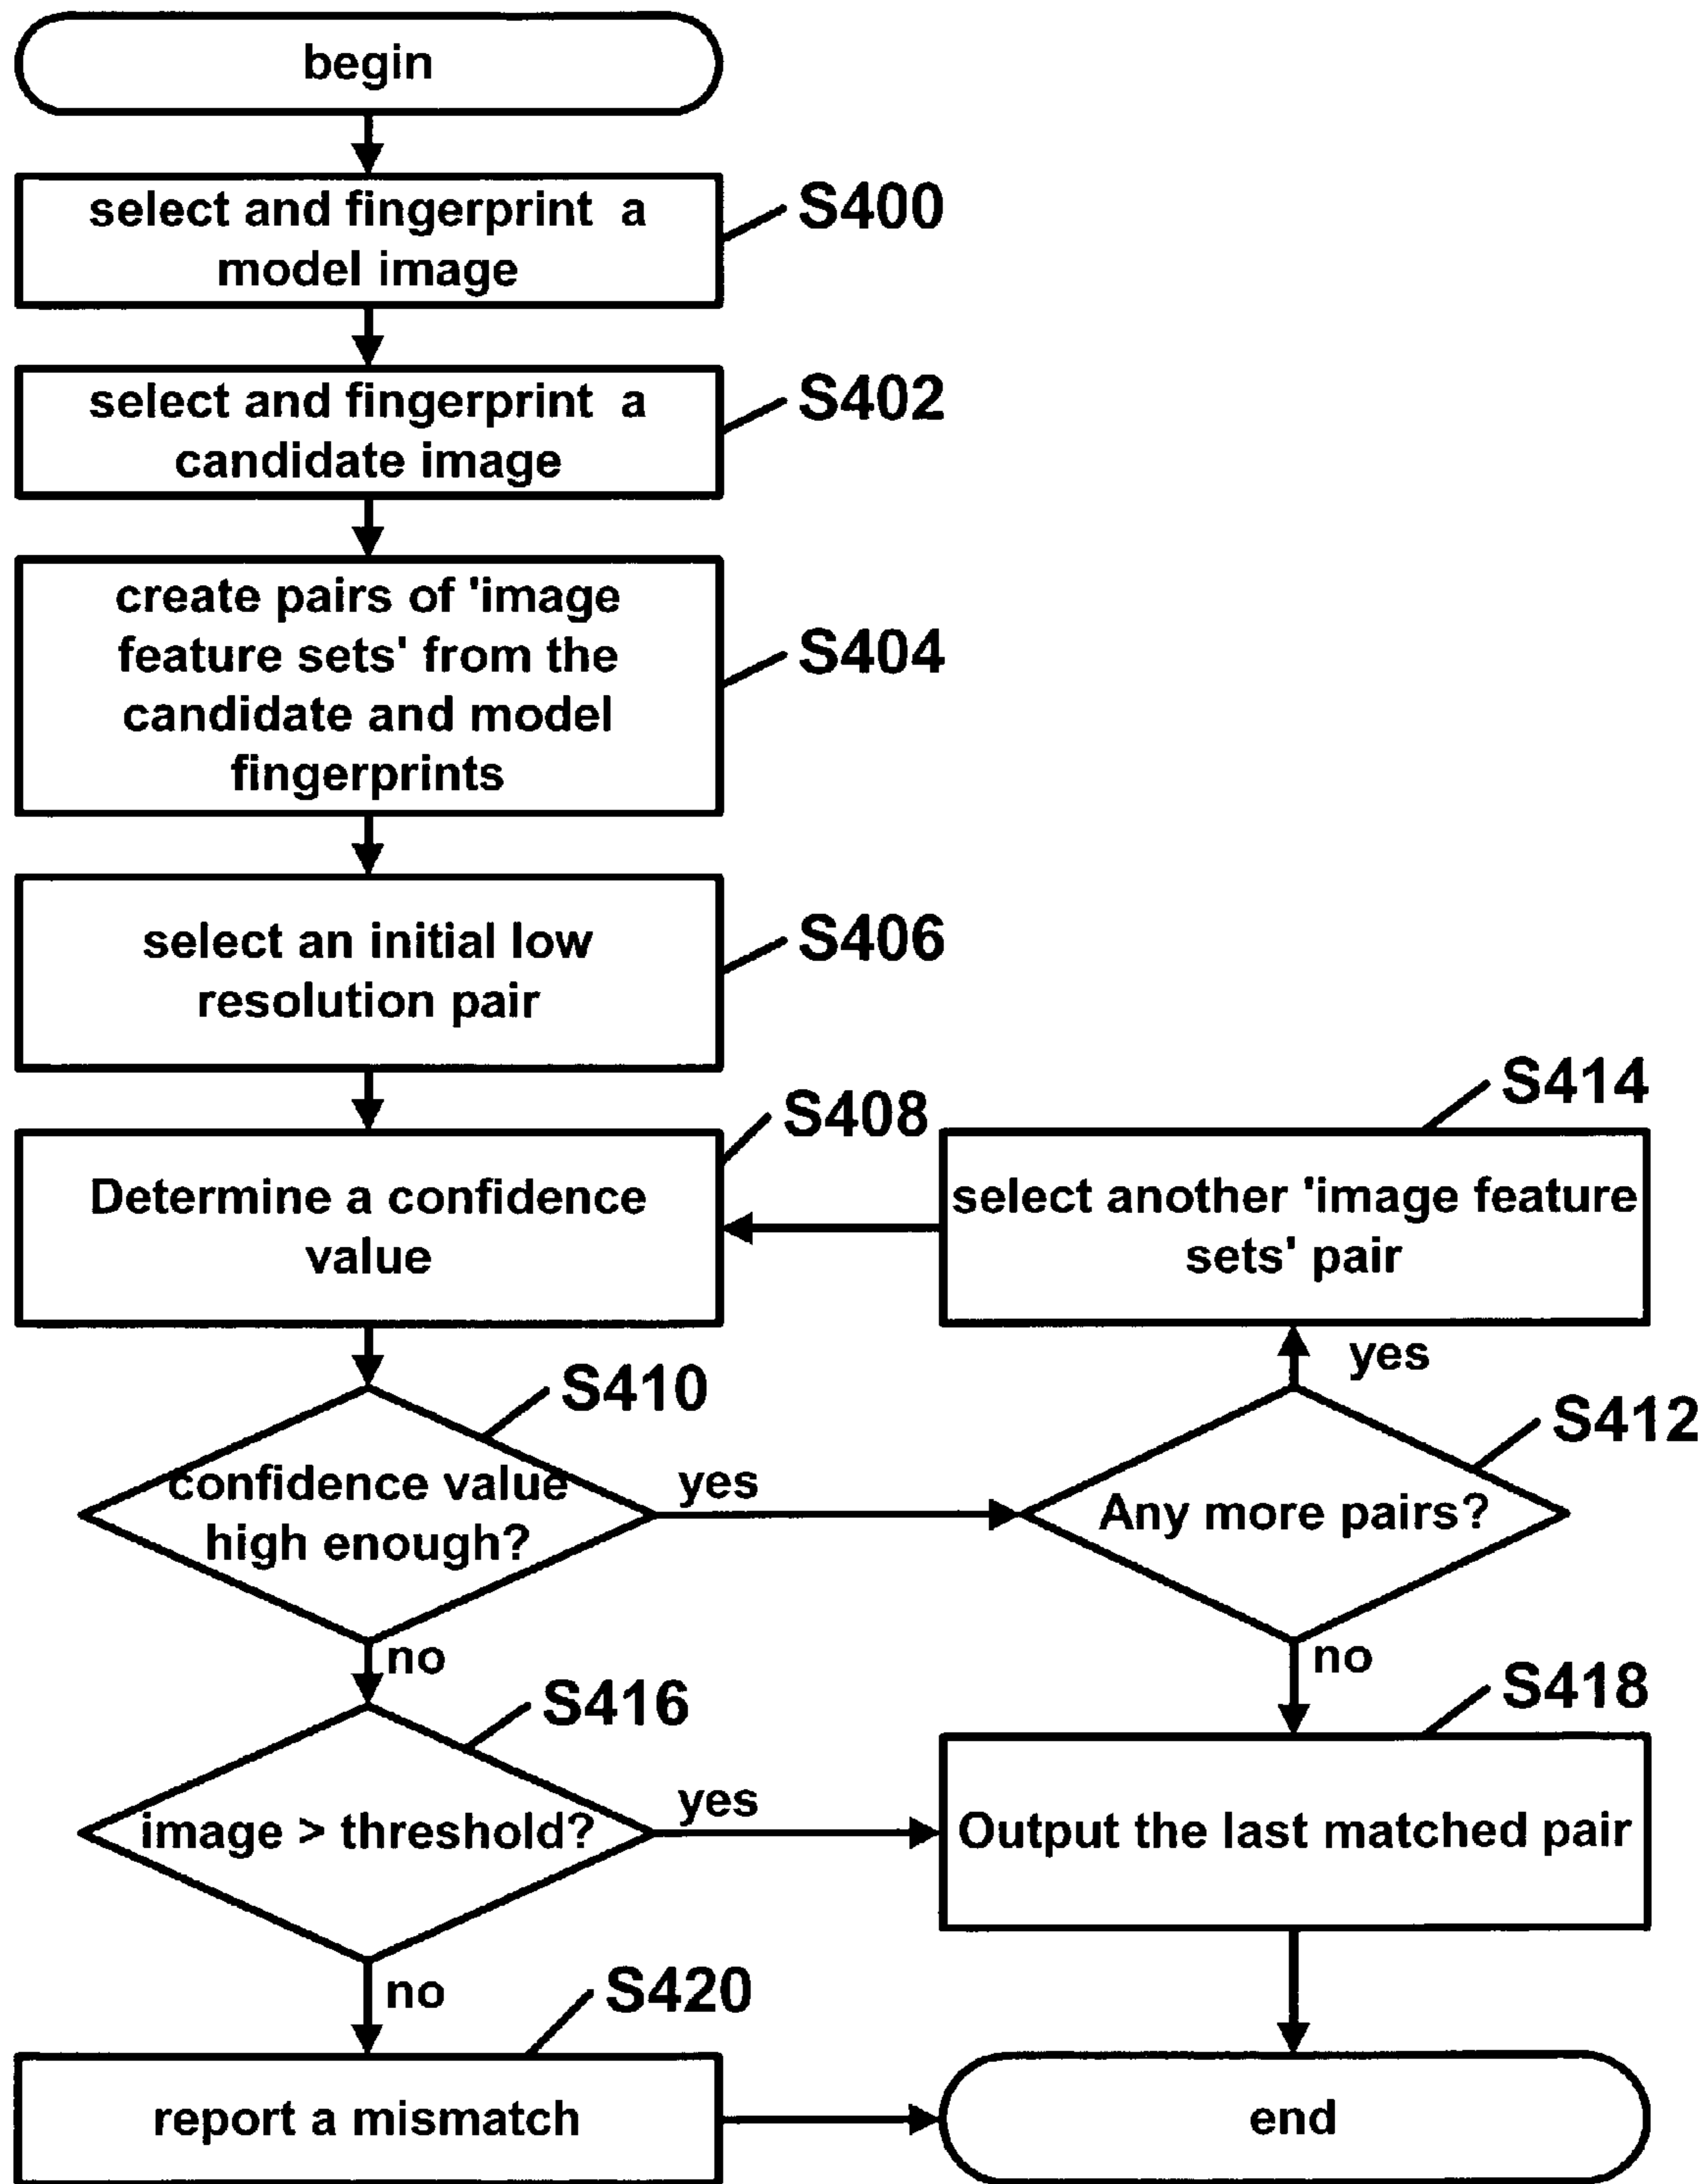 begin
select and fingerprint a
model image
S400
select and fingerprint a
candidate image
S402
create pairs of 'image
feature sets' from the
candidate and model
fingerprints
S404
select an initial low
resolution pair
S406
Determine a confidence
value
S408
select another 'image feature
sets' pair
S414
yes
confidence value
high enough?
S410
yes
Any more pairs?
S412
no
no
image > threshold?
S416
yes
Output the last matched pair
S418
no
report a mismatch
S420
end